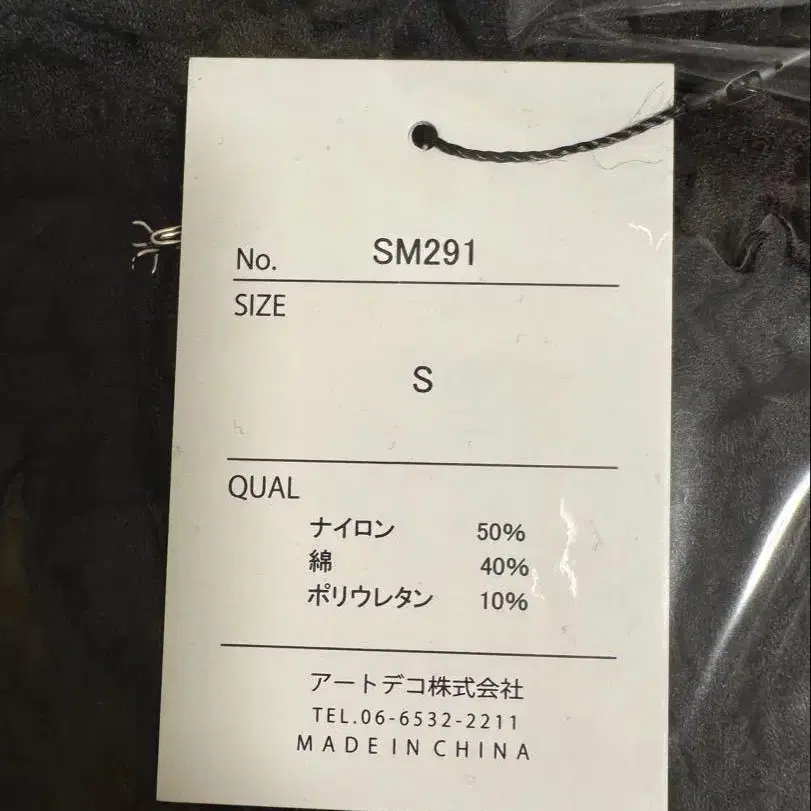 No. SM291
SIZE
S
QUAL
ナイロン 50%
綿 40%
ポリウレタン 10%
アートデコ株式会社
TEL.06-6532-2211
MADE IN CHINA